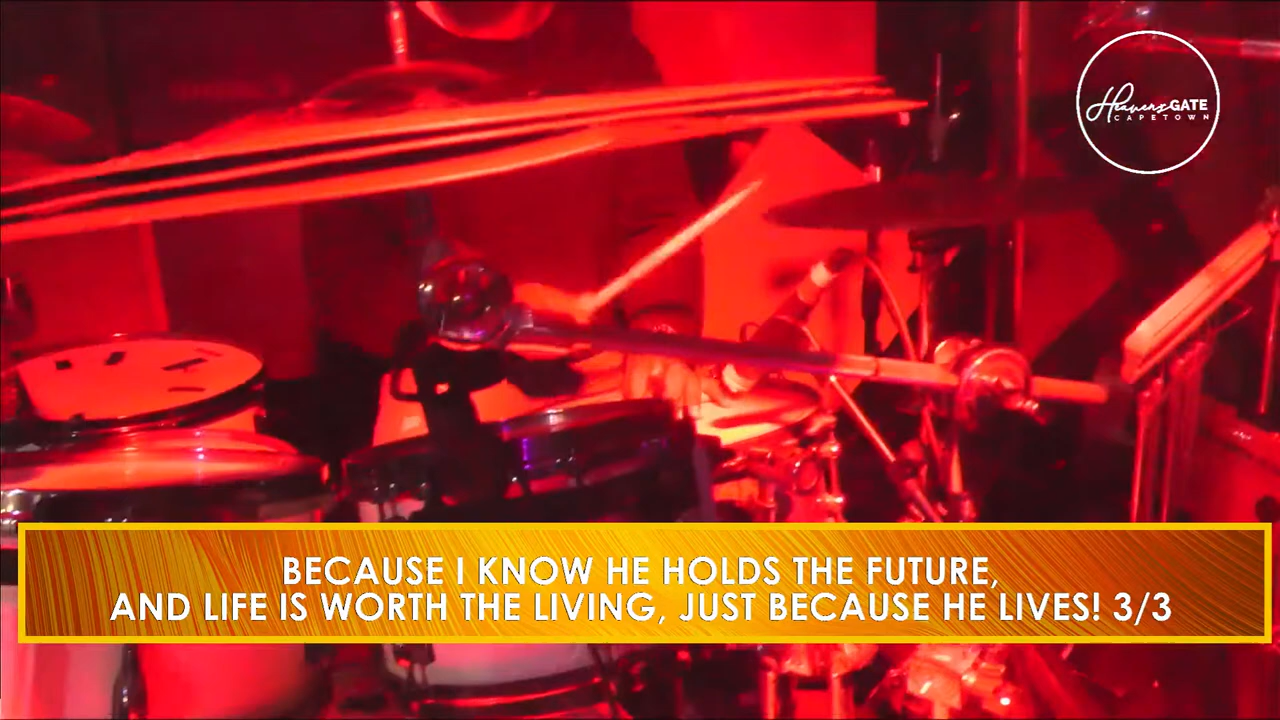 HeavensGATE
CAPETOWN
BECAUSE I KNOW HE HOLDS THE FUTURE,
AND LIFE IS WORTH THE LIVING, JUST BECAUSE HE LIVES! 3/3